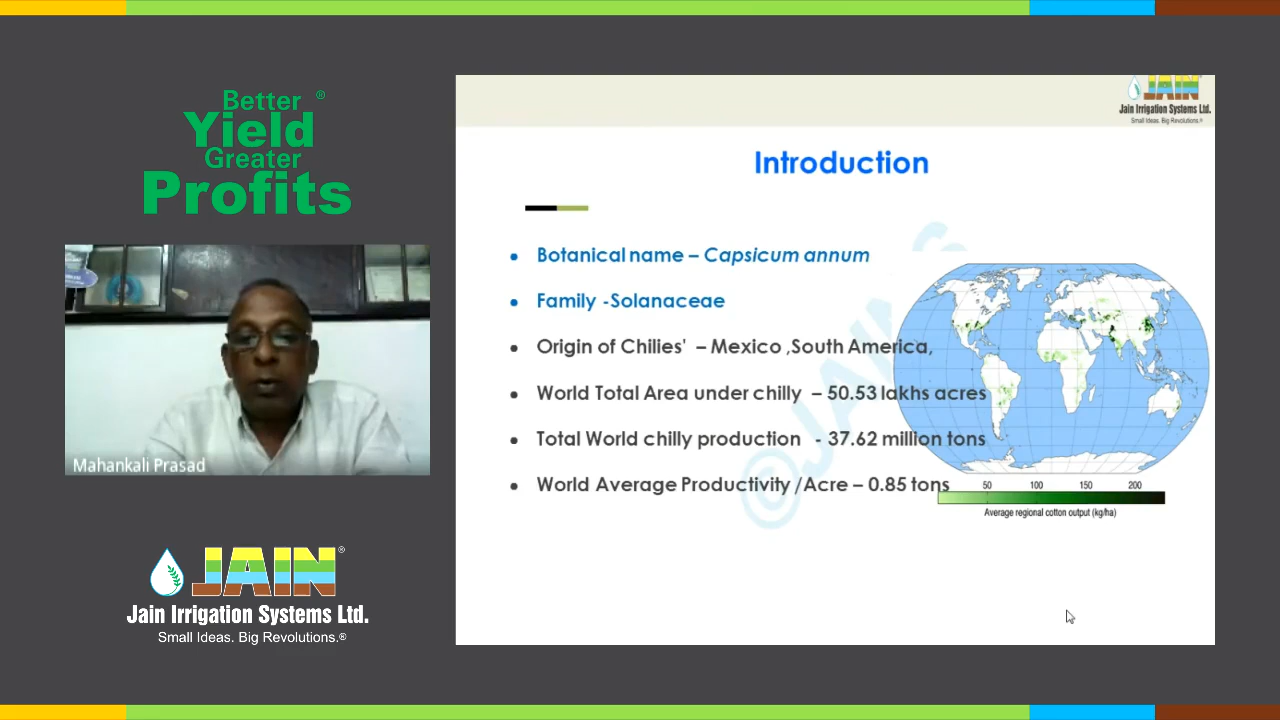 Better ®
Yield
Greater
Profits
Mahankali Prasad
JAIN®
Jain Irrigation Systems Ltd.
Small Ideas. Big Revolutions.®
JAIN
Jain Irrigation Systems Ltd.
Small Ideas. Big Revolutions.®
Introduction
• Botanical name – Capsicum annum
• Family -Solanaceae
• Origin of Chilies' – Mexico ,South America,
• World Total Area under chilly – 50.53 lakhs acres
• Total World chilly production - 37.62 million tons
• World Average Productivity /Acre – 0.85 tons
50 100 150 200
Average regional cotton output (kg/ha)
©JAIN